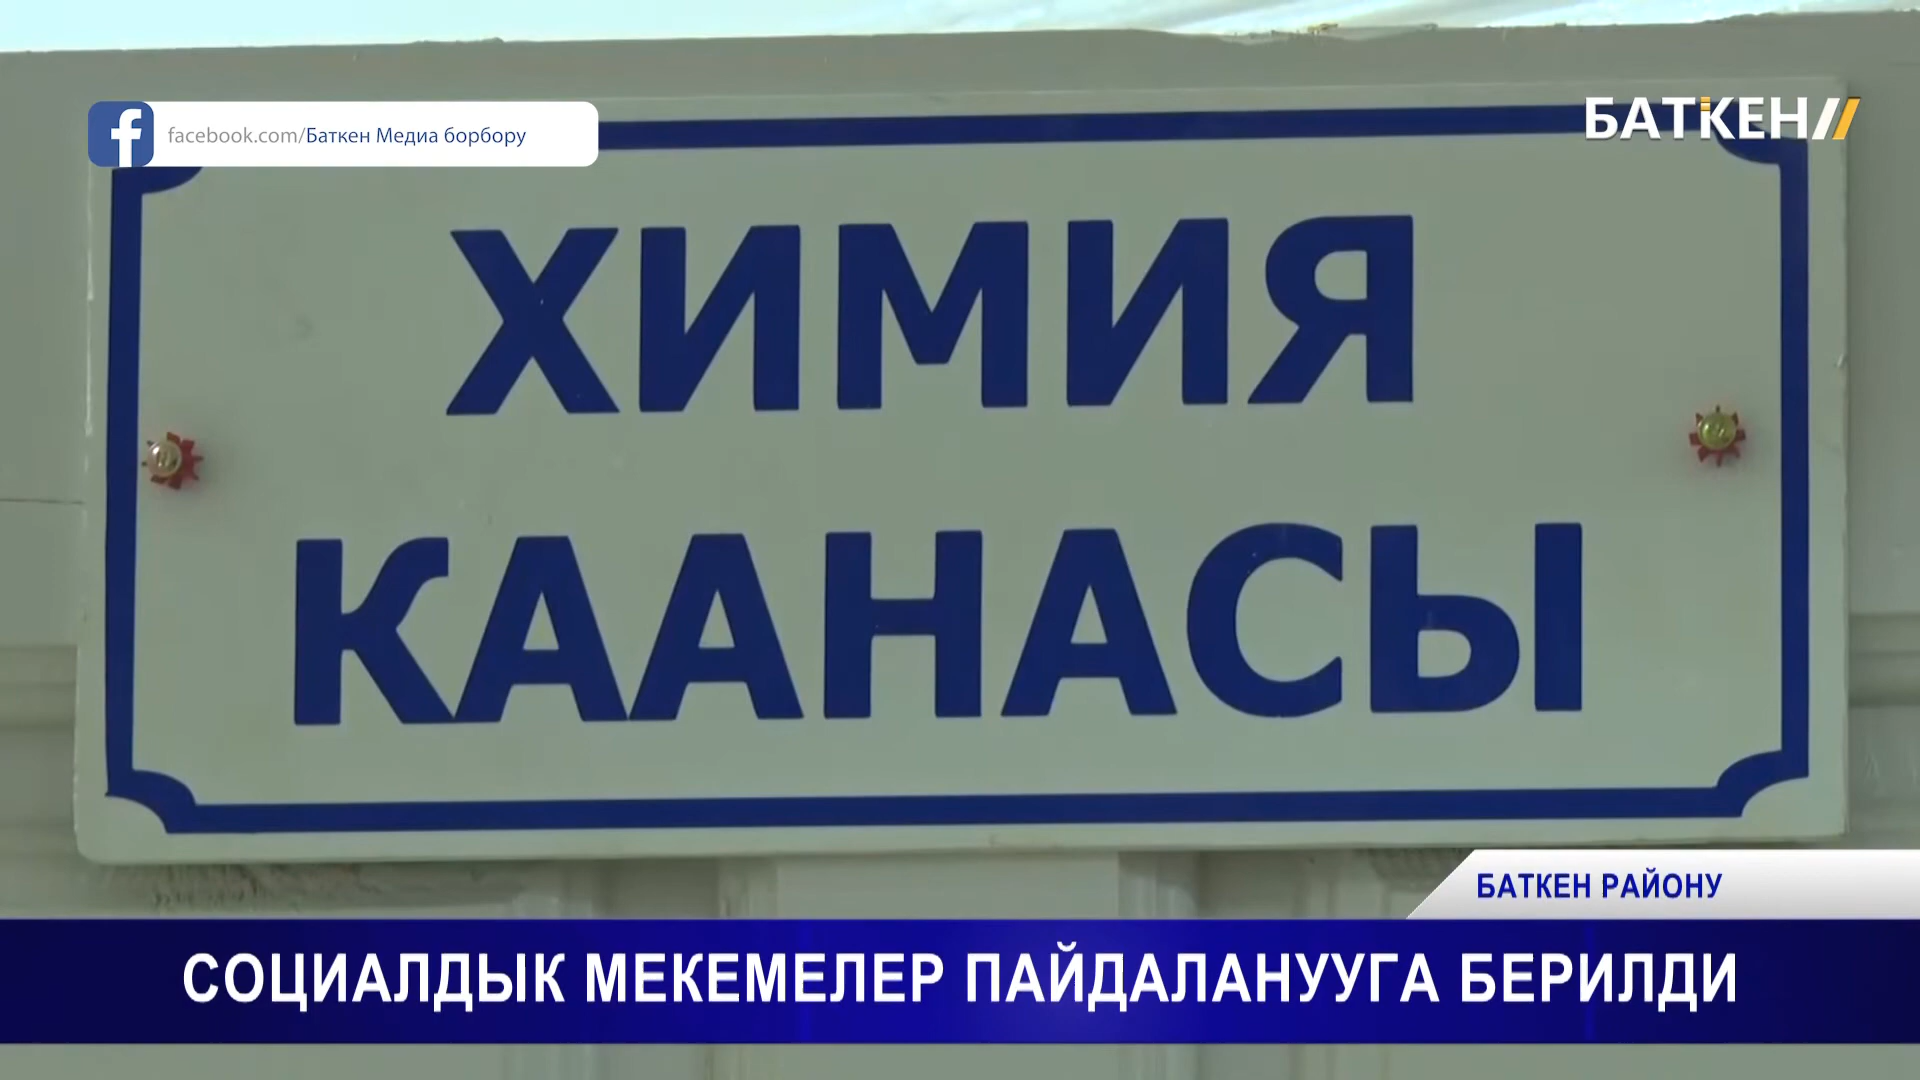 facebook.com/Баткен Медиа борбору
БАТКЕН
ХИМИЯ
КААНАСЫ
БАТКЕН РАЙОНУ
СОЦИАЛДЫК МЕКЕМЕЛЕР ПАЙДАЛАНУУГА БЕРИЛДИ